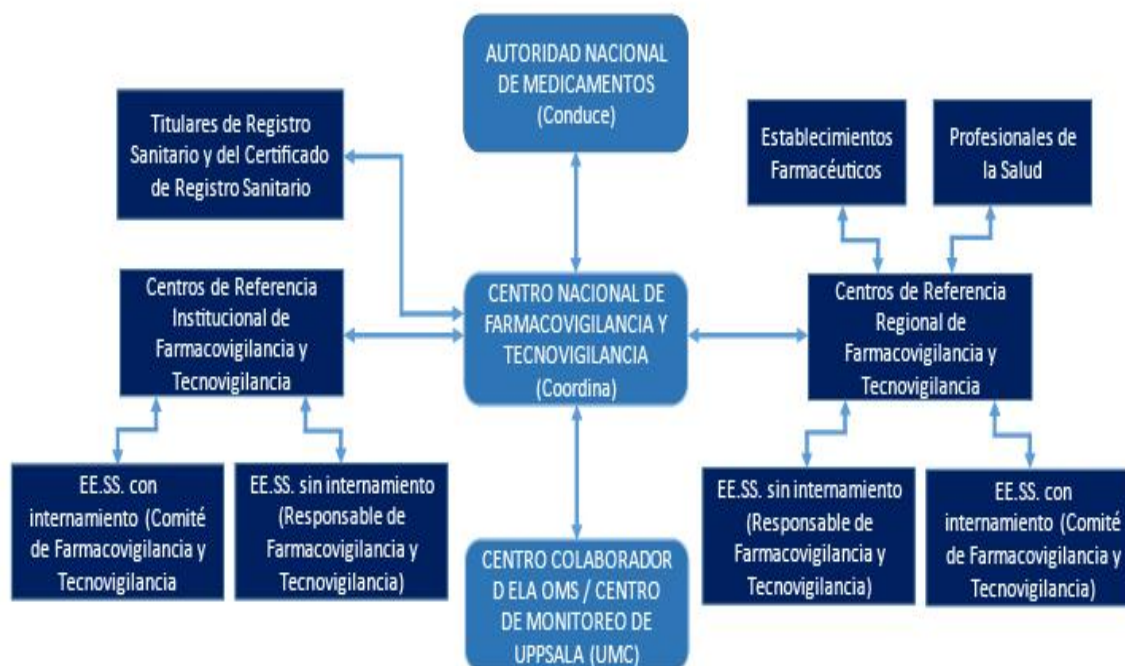 AUTORIDAD NACIONAL
DE MEDICAMENTOS
(Conduce)
Titulares de Registro
Sanitario y del Certificado
de Registro Sanitario
Establecimientos
Farmacéuticos
Profesionales de
la Salud
Centros de Referencia
Institucional de
Farmacovigilancia y
Tecnovigilancia
CENTRO NACIONAL DE
FARMACOVIGILANCIA Y
TECNOVIGILANCIA
(Coordina)
Centros de Referencia
Regional de
Farmacovigilancia y
Tecnovigilancia
EE.SS. con
internamiento (Comité
de Farmacovigilancia y
Tecnovigilancia
EE.SS. sin internamiento
(Responsable de
Farmacovigilancia y
Tecnovigilancia)
CENTRO COLABORADOR
D ELA OMS / CENTRO
DE MONITOREO DE
UPPSALA (UMC)
EE.SS. sin internamiento
(Responsable de
Farmacovigilancia y
Tecnovigilancia)
EE.SS. con
internamiento (Comité
de Farmacovigilancia y
Tecnovigilancia)